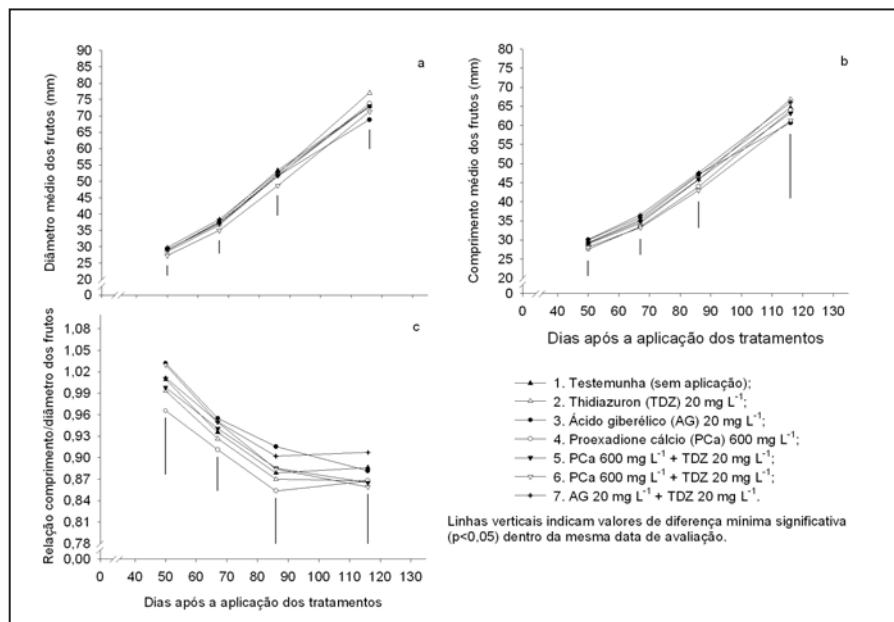 a
Diâmetro médio dos frutos (mm)
90
85
80
75
70
65
60
55
50
45
40
35
30
25
20
0
b
Comprimento médio dos frutos (mm)
80
75
70
65
60
55
50
45
40
35
30
25
20
0
0 40 50 60 70 80 90 100 110 120 130
Dias após a aplicação dos tratamentos
c
Relação comprimento/diâmetro dos frutos
1,08
1,05
1,02
0,99
0,96
0,93
0,90
0,87
0,84
0,81
0,78
0,00
0 40 50 60 70 80 90 100 110 120 130
Dias após a aplicação dos tratamentos
1. Testemunha (sem aplicação);
2. Thidiazuron (TDZ) 20 mg L⁻¹;
3. Ácido giberélico (AG) 20 mg L⁻¹;
4. Proexadione cálcio (PCa) 600 mg L⁻¹;
5. PCa 600 mg L⁻¹ + TDZ 20 mg L⁻¹;
6. PCa 600 mg L⁻¹ + TDZ 20 mg L⁻¹;
7. AG 20 mg L⁻¹ + TDZ 20 mg L⁻¹.
Linhas verticais indicam valores de diferença mínima significativa
(p<0,05) dentro da mesma data de avaliação.